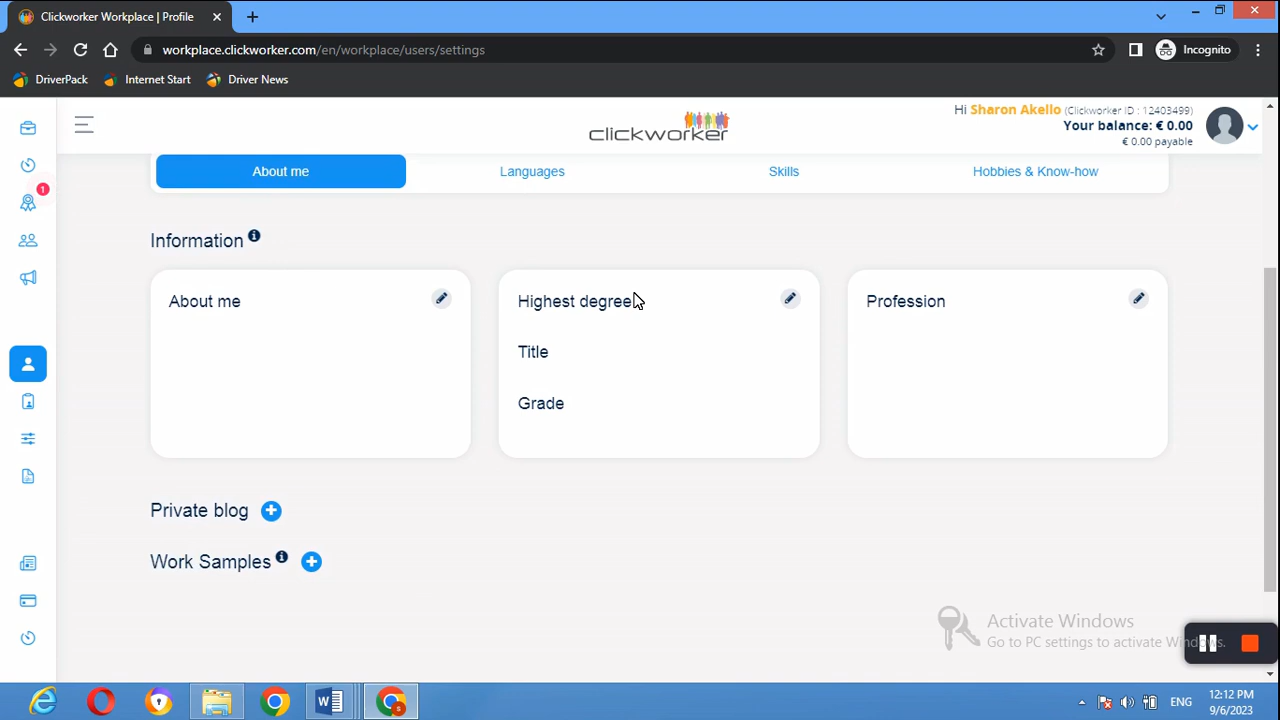 Clickworker Workplace | Profile
workplace.clickworker.com/en/workplace/users/settings
Incognito
DriverPack
Internet Start
Driver News
clickworker
Hi Sharon Akello (Clickworker ID : 12403499)
Your balance: € 0.00
€ 0.00 payable
1
About me
Languages
Skills
Hobbies & Know-how
Information
About me
Highest degree
Profession
Title
Grade
Private blog
Work Samples
Activate Windows
Go to PC settings to activate Windows.
ENG
12:12 PM
9/6/2023